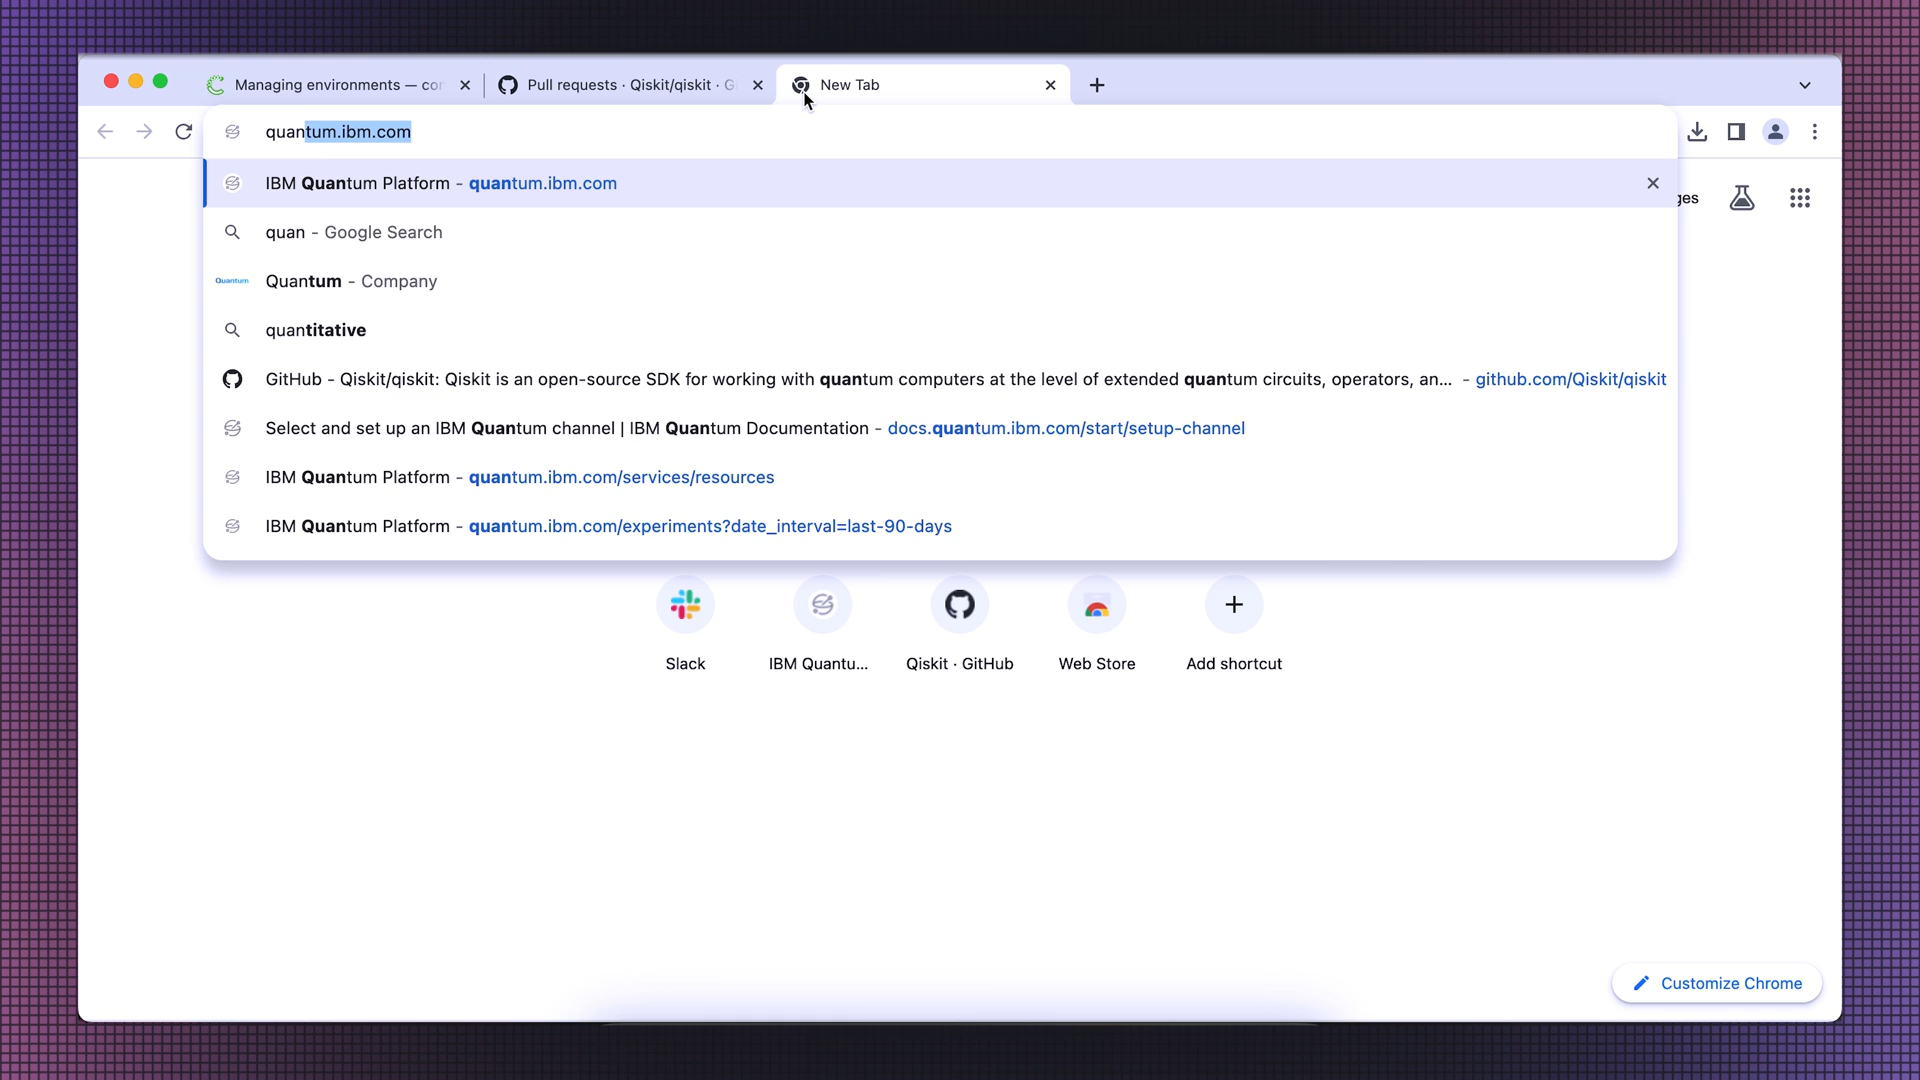 Managing environments — cor
Pull requests · Qiskit/qiskit · G
New Tab
quantum.ibm.com
IBM Quantum Platform - quantum.ibm.com
ges
quan - Google Search
Quantum
Quantum - Company
quantitative
GitHub - Qiskit/qiskit: Qiskit is an open-source SDK for working with quantum computers at the level of extended quantum circuits, operators, an... - github.com/Qiskit/qiskit
Select and set up an IBM Quantum channel | IBM Quantum Documentation - docs.quantum.ibm.com/start/setup-channel
IBM Quantum Platform - quantum.ibm.com/services/resources
IBM Quantum Platform - quantum.ibm.com/experiments?date_interval=last-90-days
Slack
IBM Quantu...
Qiskit · GitHub
Web Store
Add shortcut
Customize Chrome